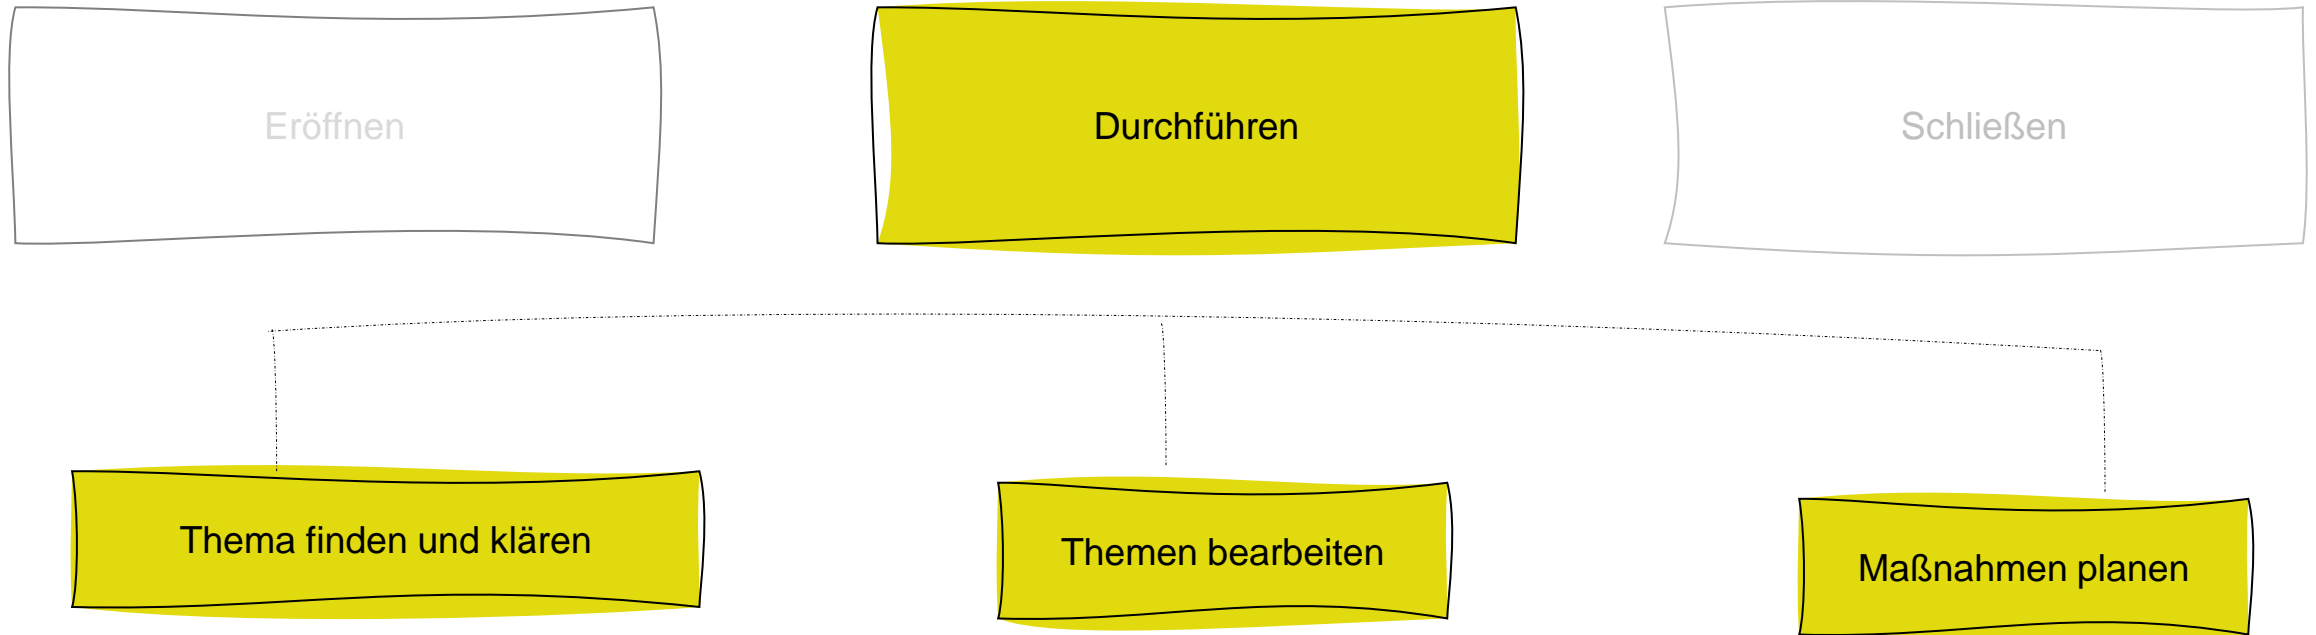 Eröffnen
Durchführen
Schließen
Thema finden und klären
Themen bearbeiten
Maßnahmen planen